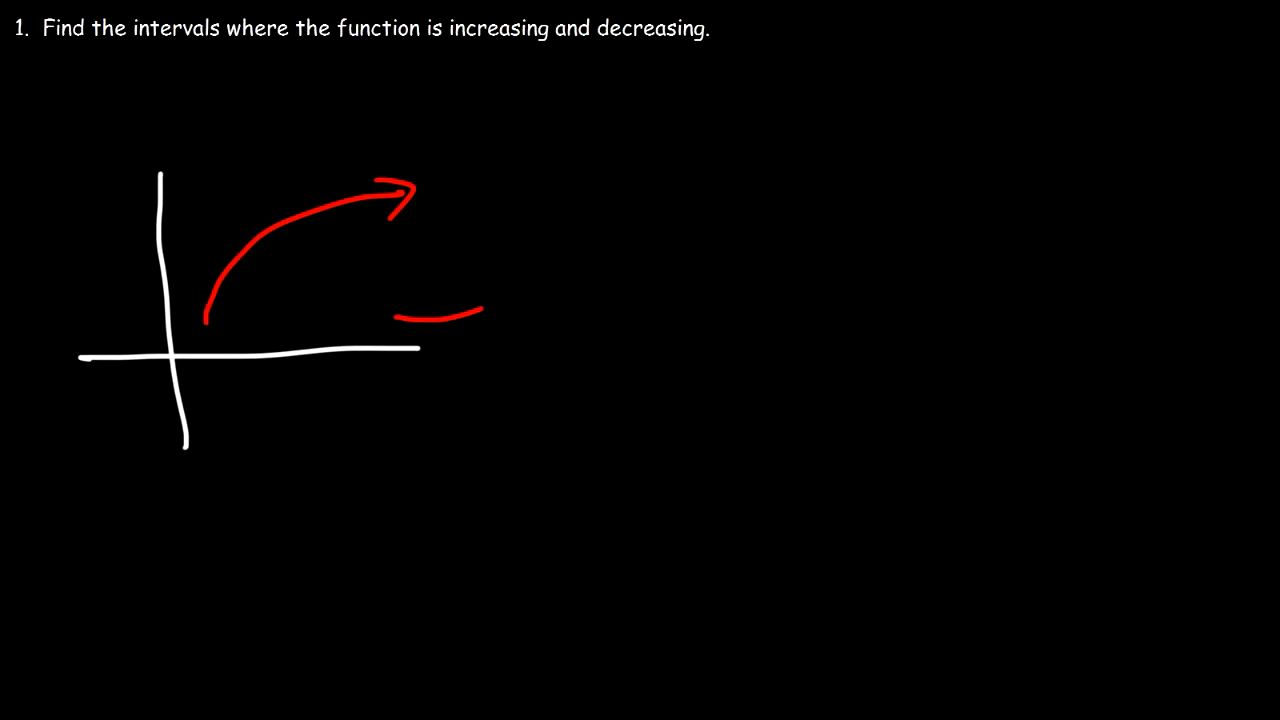 1. Find the intervals where the function is increasing and decreasing.